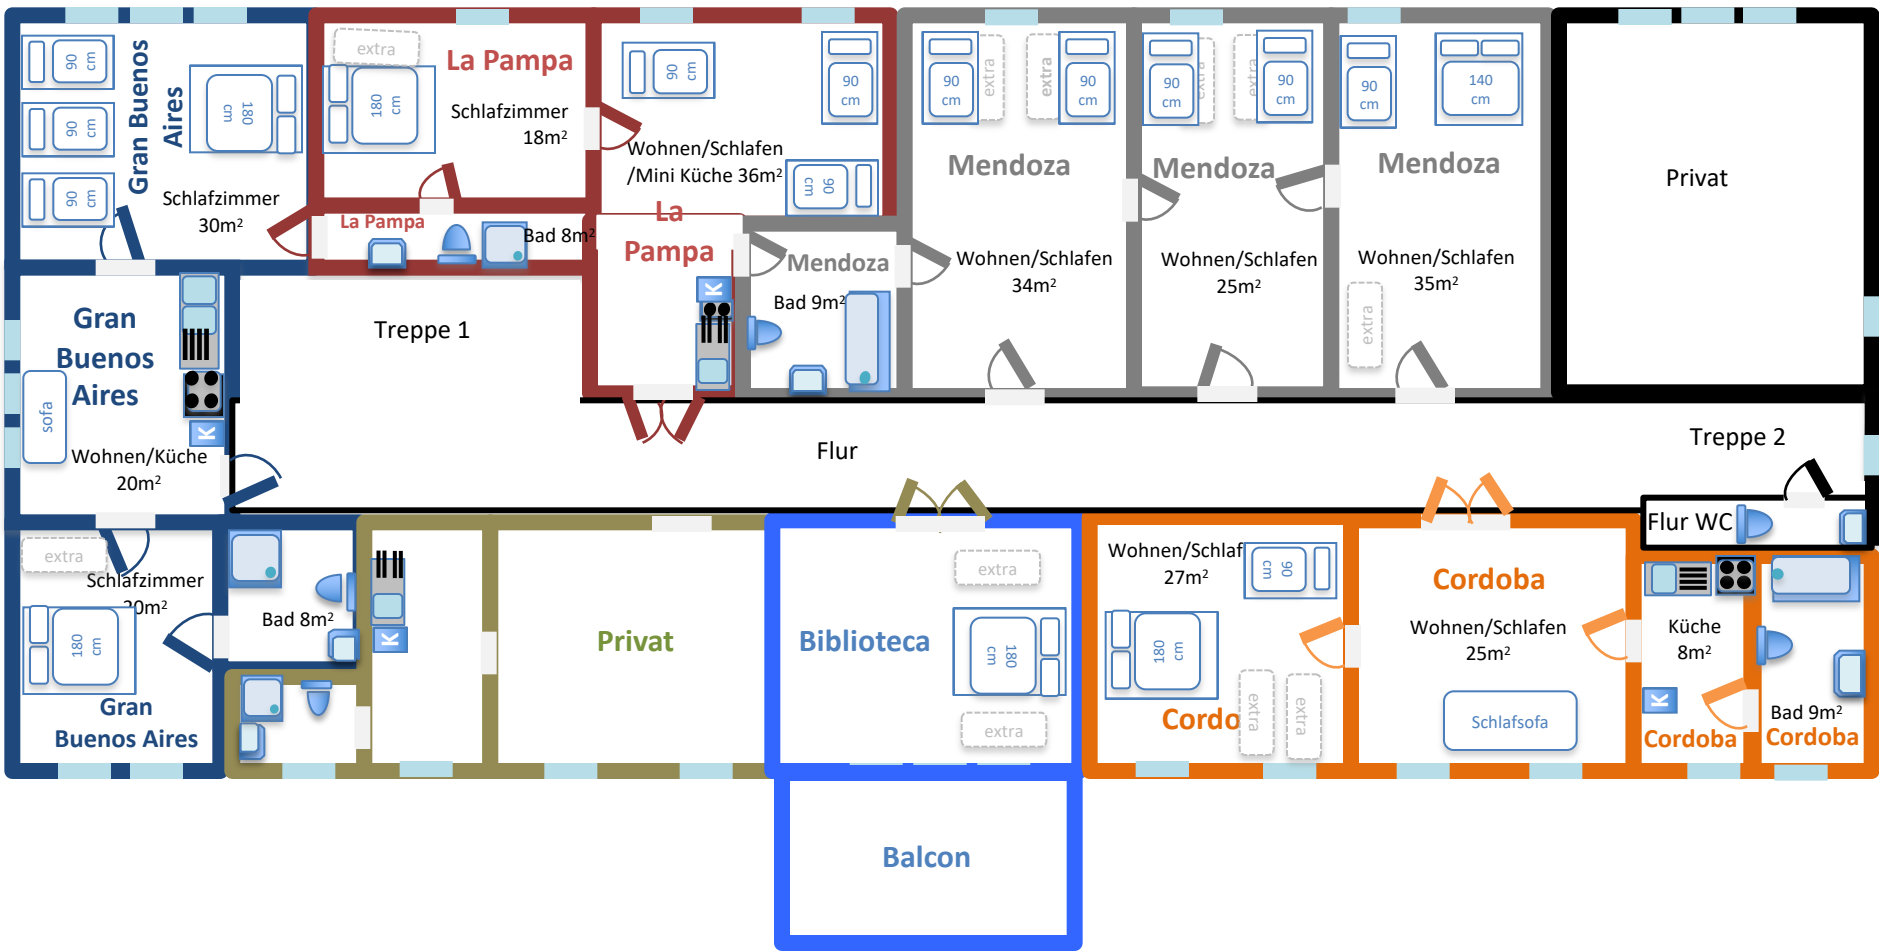 90
cm
90
cm
90
cm
Gran Buenos
Aires
180
cm
Schlafzimmer
30m²
extra
180
cm
La Pampa
Schlafzimmer
18m²
La Pampa
Bad 8m²
90
cm
90
cm
Wohnen/Schlafen
/Mini Küche 36m²
90
cm
La
Pampa
K
Mendoza
Bad 9m²
90
cm
extra
extra
90
cm
Mendoza
Wohnen/Schlafen
34m²
90
cm
extra
extra
90
cm
Mendoza
Wohnen/Schlafen
25m²
90
cm
140
cm
Mendoza
Wohnen/Schlafen
35m²
extra
Privat
Gran
Buenos
Aires
sofa
K
Wohnen/Küche
20m²
Treppe 1
Flur
Treppe 2
Flur WC
extra
Schlafzimmer
20m²
180
cm
Gran
Buenos Aires
Bad 8m²
K
Privat
Biblioteca
extra
180
cm
extra
Balcon
Wohnen/Schlaf
27m²
90
cm
180
cm
extra
extra
Cordo
Cordoba
Wohnen/Schlafen
25m²
Schlafsofa
Küche
8m²
K
Cordoba
Bad 9m²
Cordoba